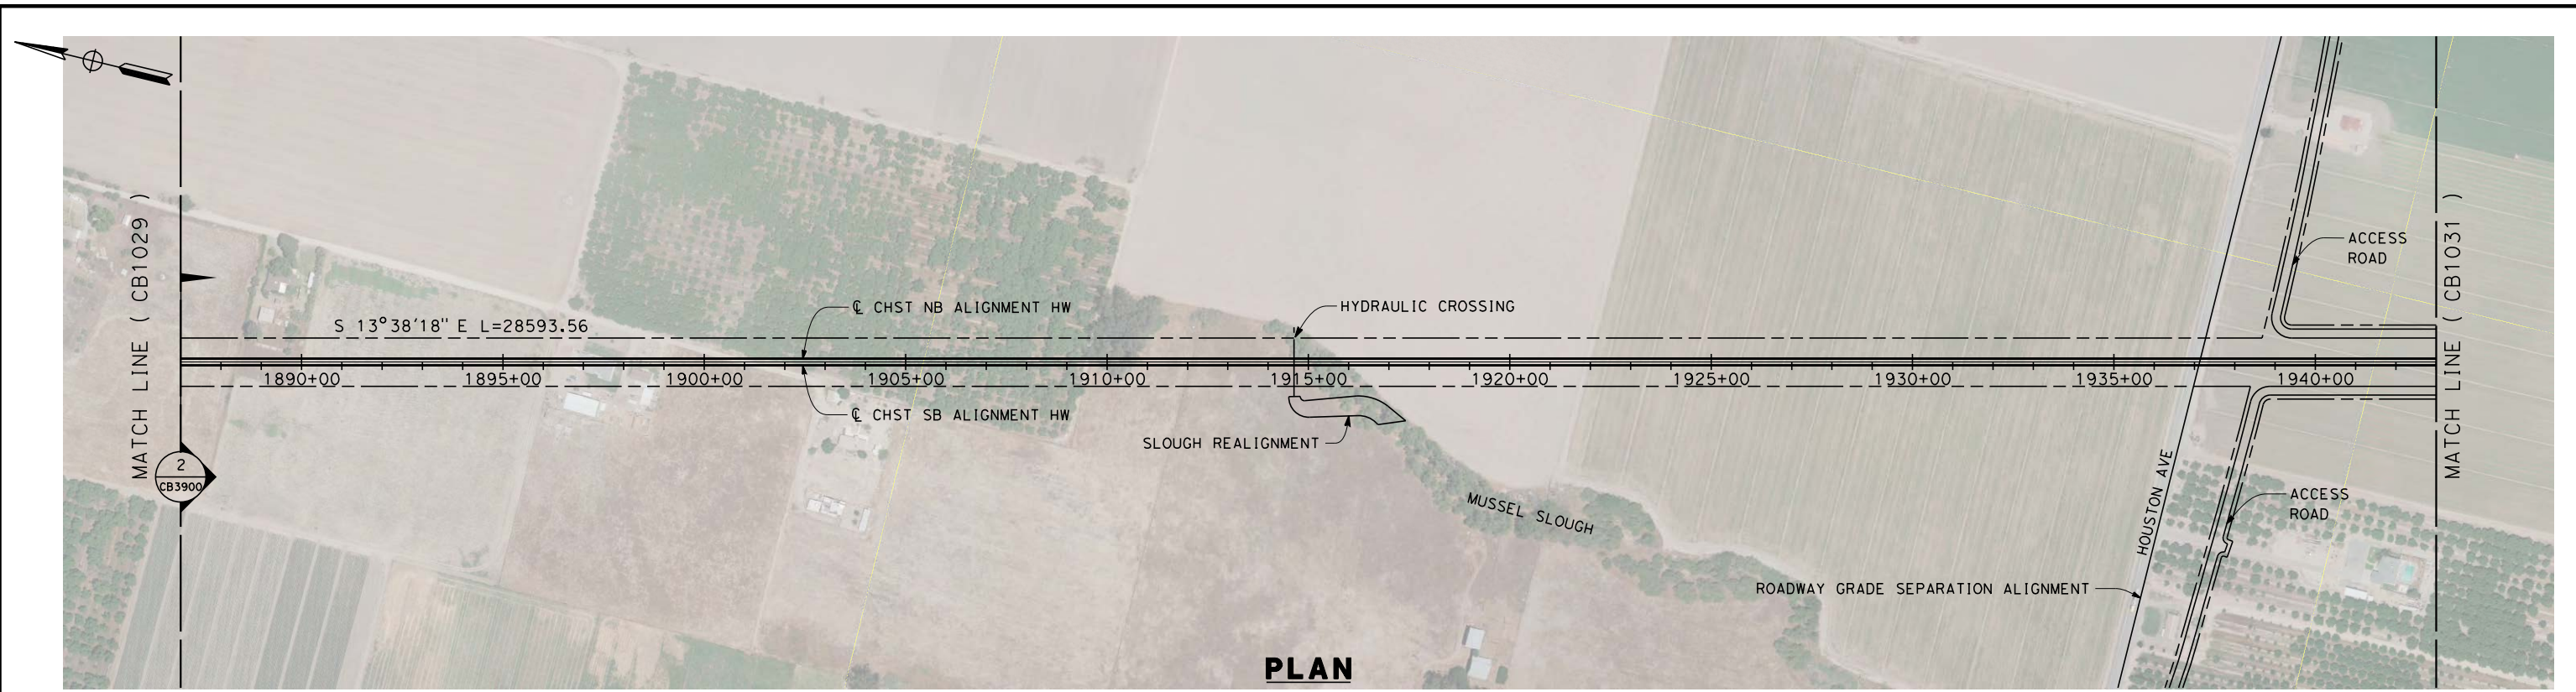 MATCH LINE ( CB1029 )
S 13°38'18" E L=28593.56
℄ CHST NB ALIGNMENT HW
HYDRAULIC CROSSING
ACCESS
ROAD
MATCH LINE ( CB1031 )
1890+00 1895+00 1900+00 1905+00 1910+00 1915+00 1920+00 1925+00 1930+00 1935+00 1940+00
℄ CHST SB ALIGNMENT HW
SLOUGH REALIGNMENT
2
CB3900
MUSSEL SLOUGH
HOUSTON AVE
ACCESS
ROAD
ROADWAY GRADE SEPARATION ALIGNMENT
PLAN